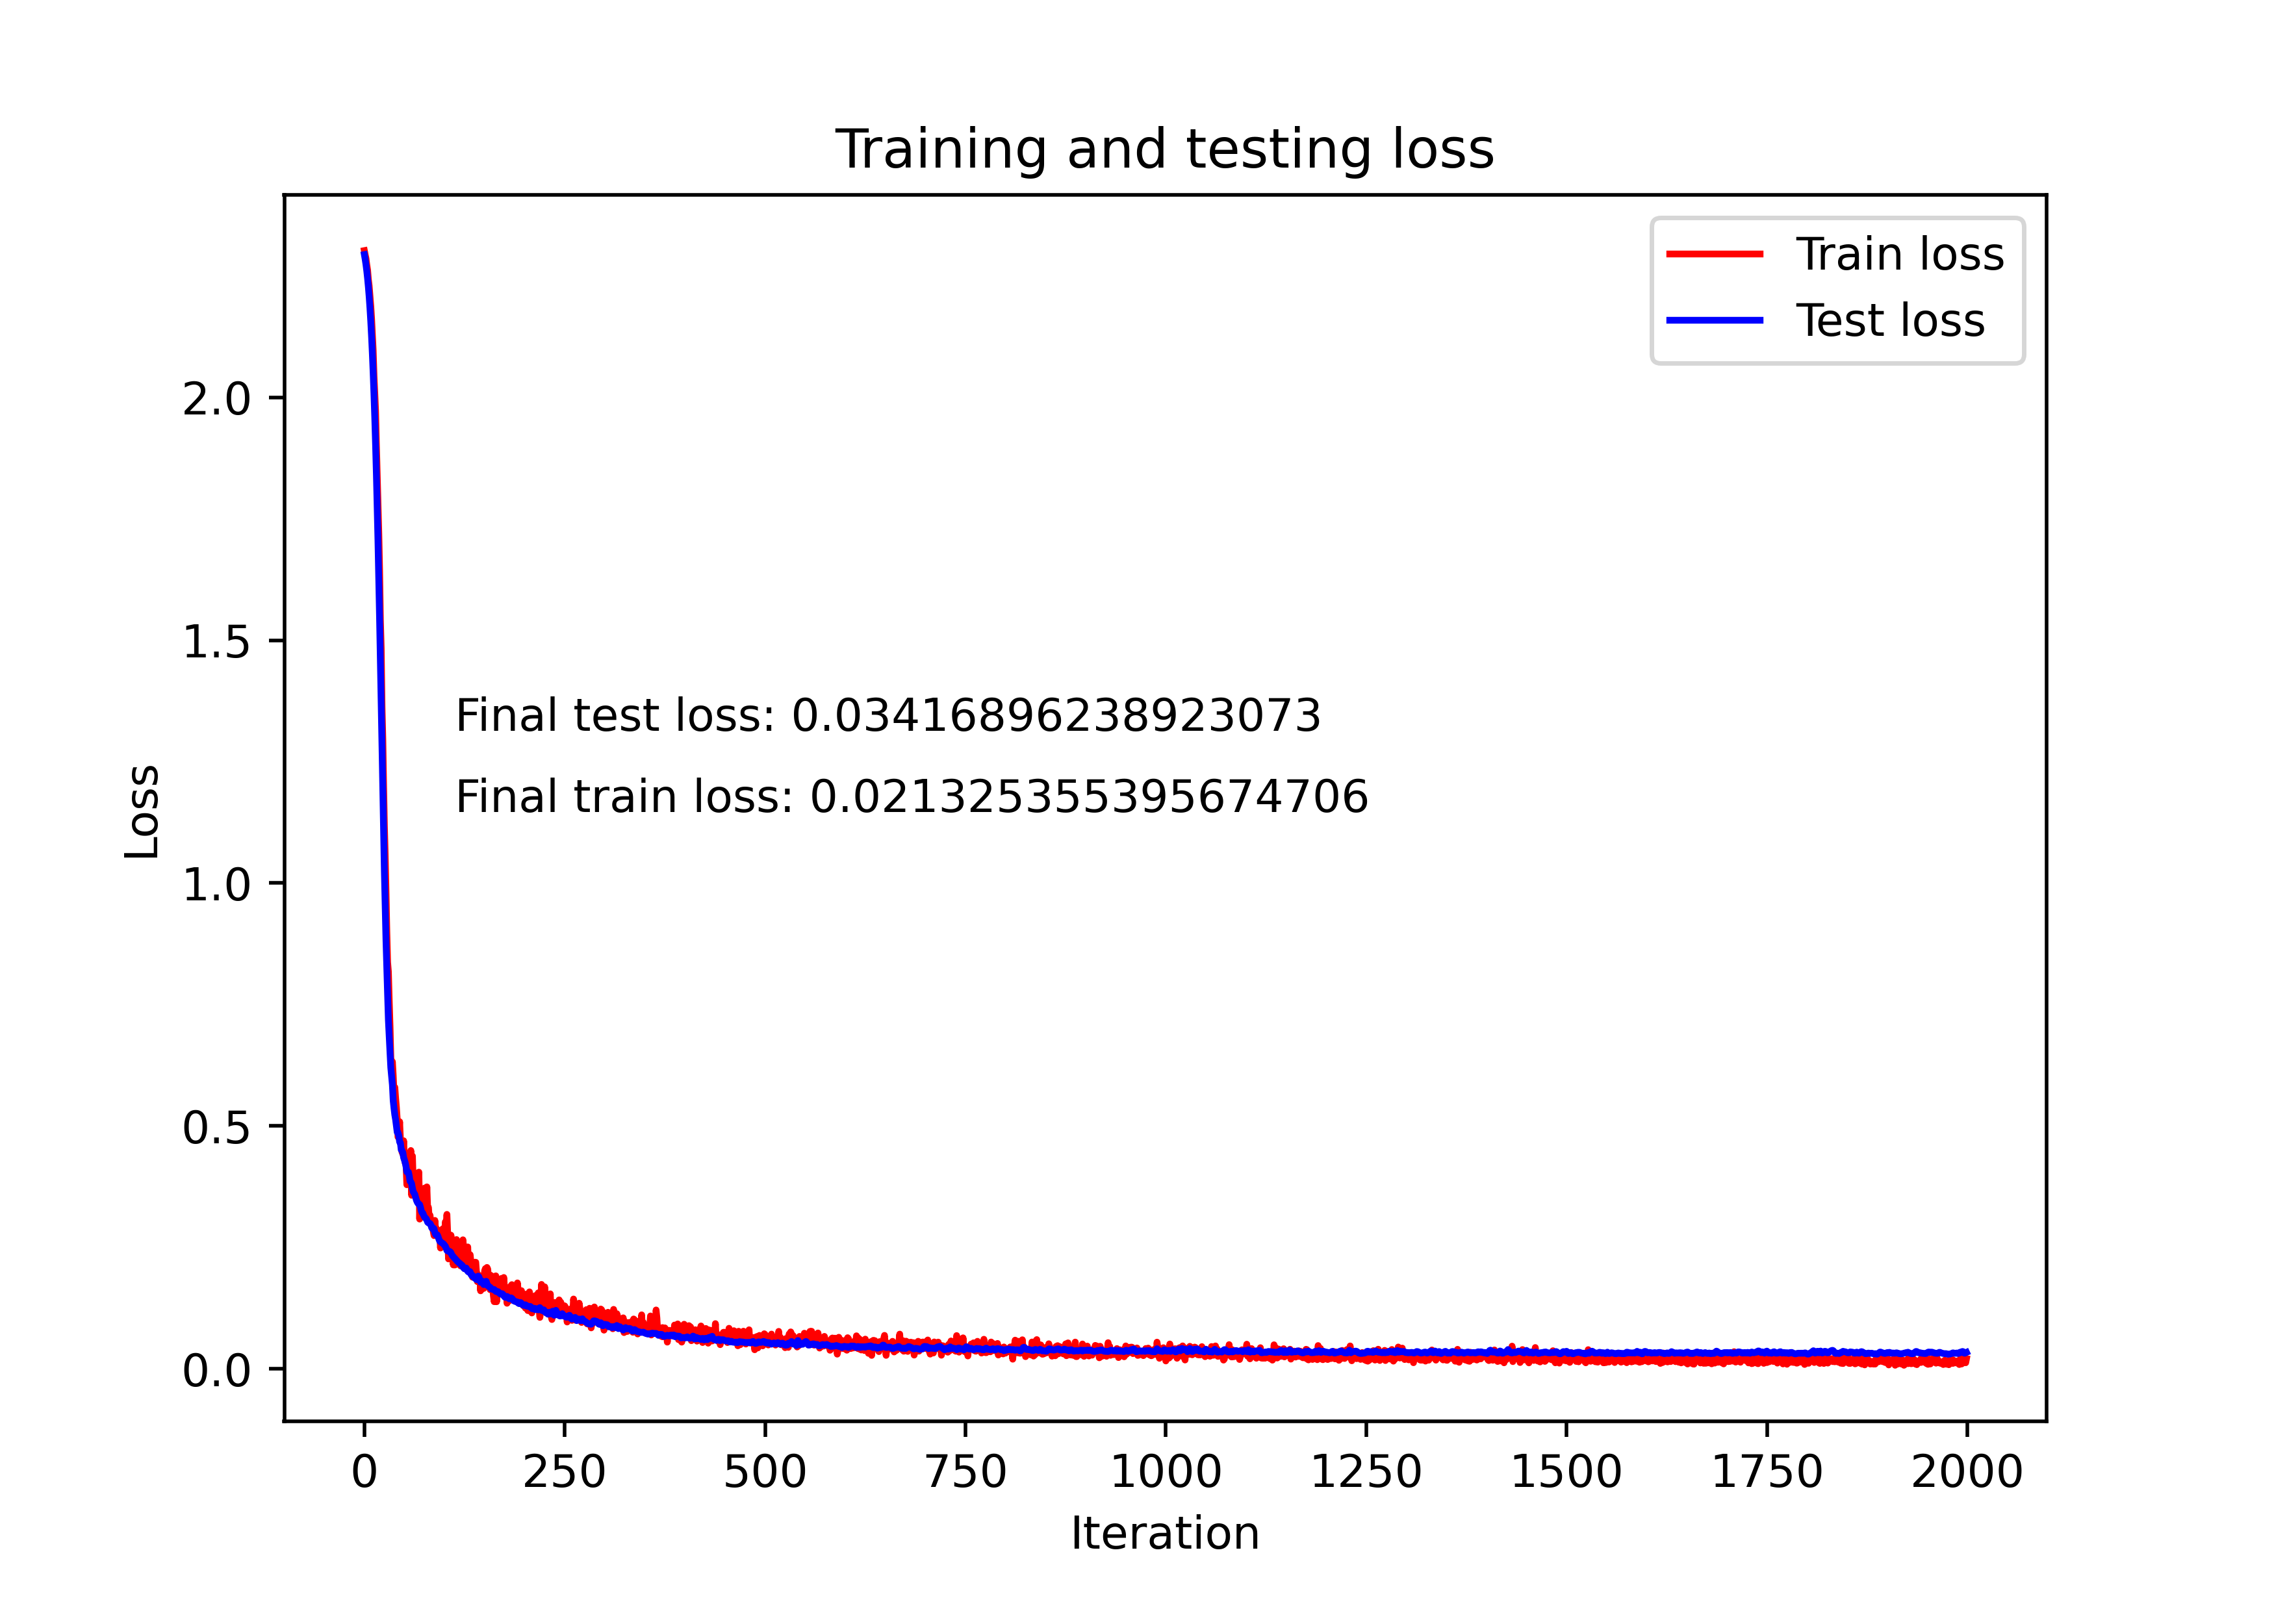 Training and testing loss
Train loss
Test loss
2.0
1.5
1.0
0.5
0.0
Loss
Final test loss: 0.03416896238923073
Final train loss: 0.021325355395674706
0 250 500 750 1000 1250 1500 1750 2000
Iteration